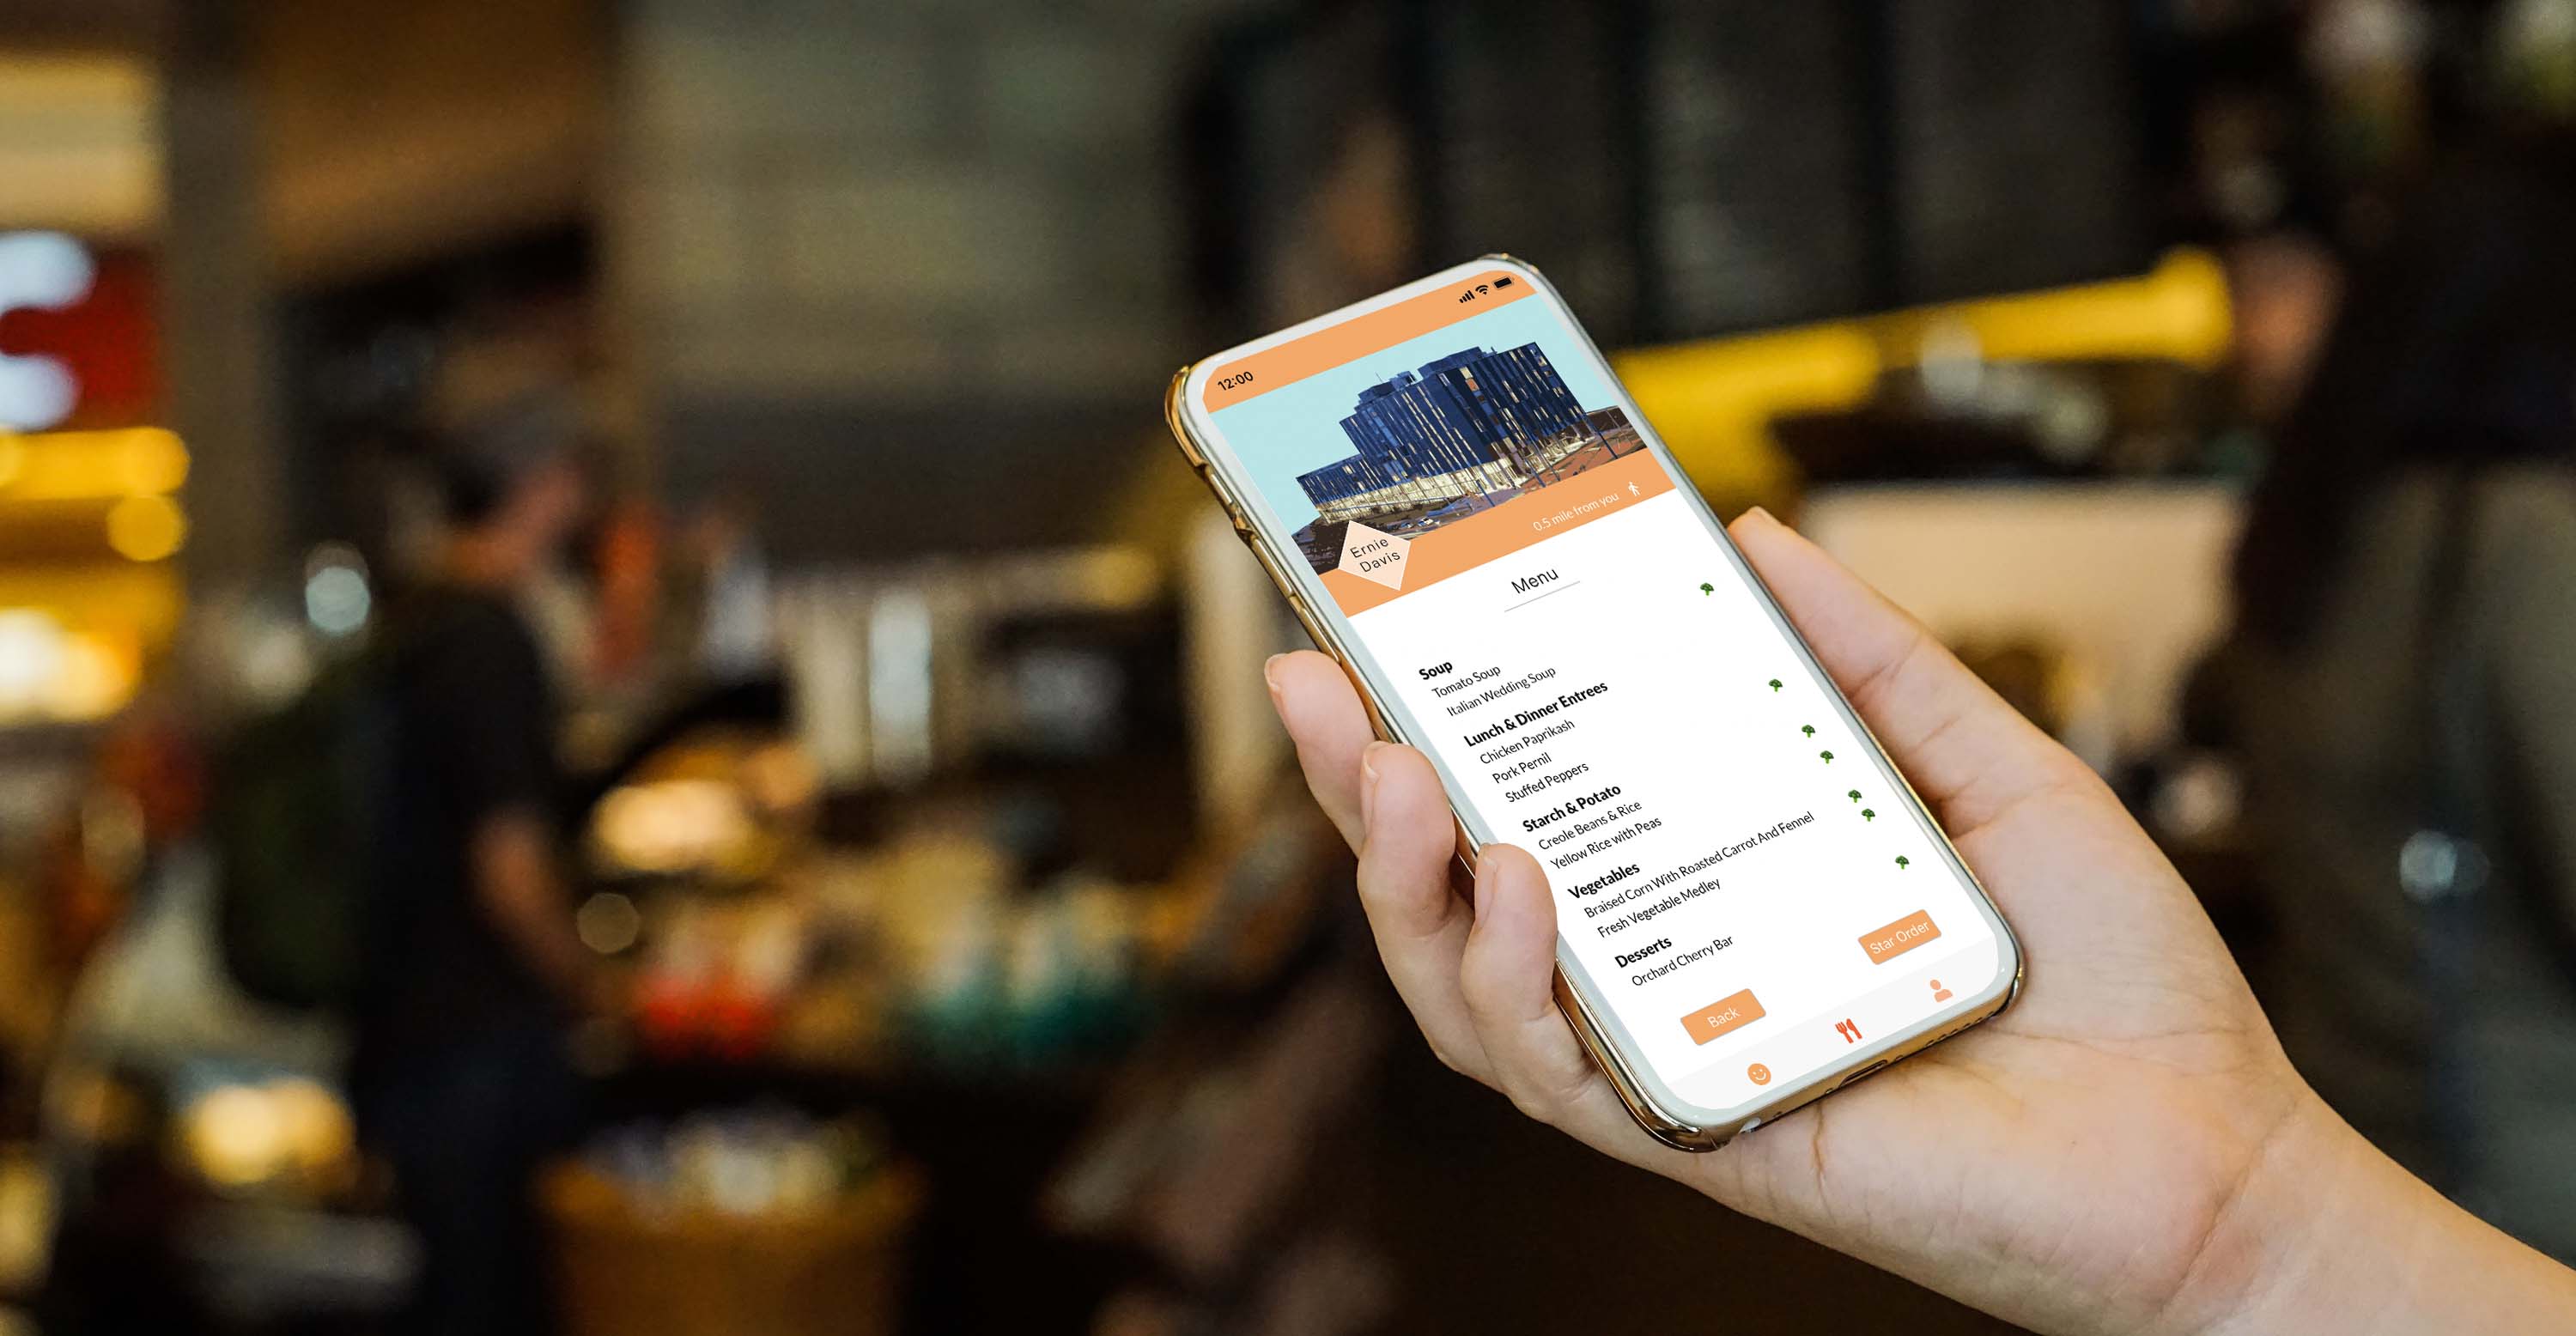 12:00
Ernie
Davis
0.5 mile from you
Menu
Soup
Tomato Soup
Italian Wedding Soup
Lunch & Dinner Entrees
Chicken Paprikash
Pork Pernil
Stuffed Peppers
Starch & Potato
Creole Beans & Rice
Yellow Rice with Peas
Vegetables
Braised Corn With Roasted Carrot And Fennel
Fresh Vegetable Medley
Desserts
Orchard Cherry Bar
Back
Star Order